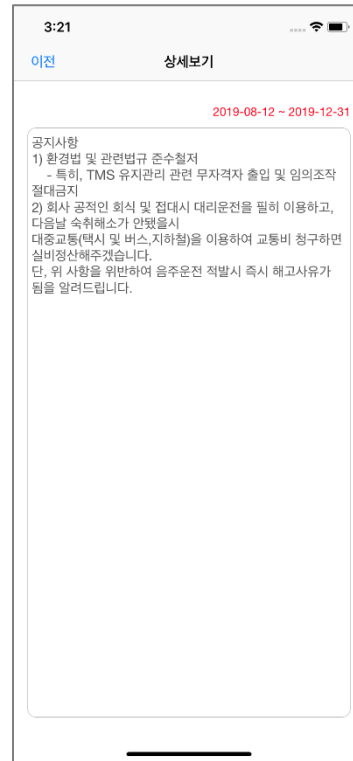 3:21
이전
상세보기
2019-08-12 ~ 2019-12-31
공지사항
1) 환경법 및 관련법규 준수철저
- 특히, TMS 유지관리 관련 무자격자 출입 및 임의조작
절대금지
2) 회사 공적인 회식 및 접대시 대리운전을 필히 이용하고,
다음날 숙취해소가 안됐을시
대중교통(택시 및 버스,지하철)을 이용하여 교통비 청구하면
실비정산해주겠습니다.
단, 위 사항을 위반하여 음주운전 적발시 즉시 해고사유가
됨을 알려드립니다.